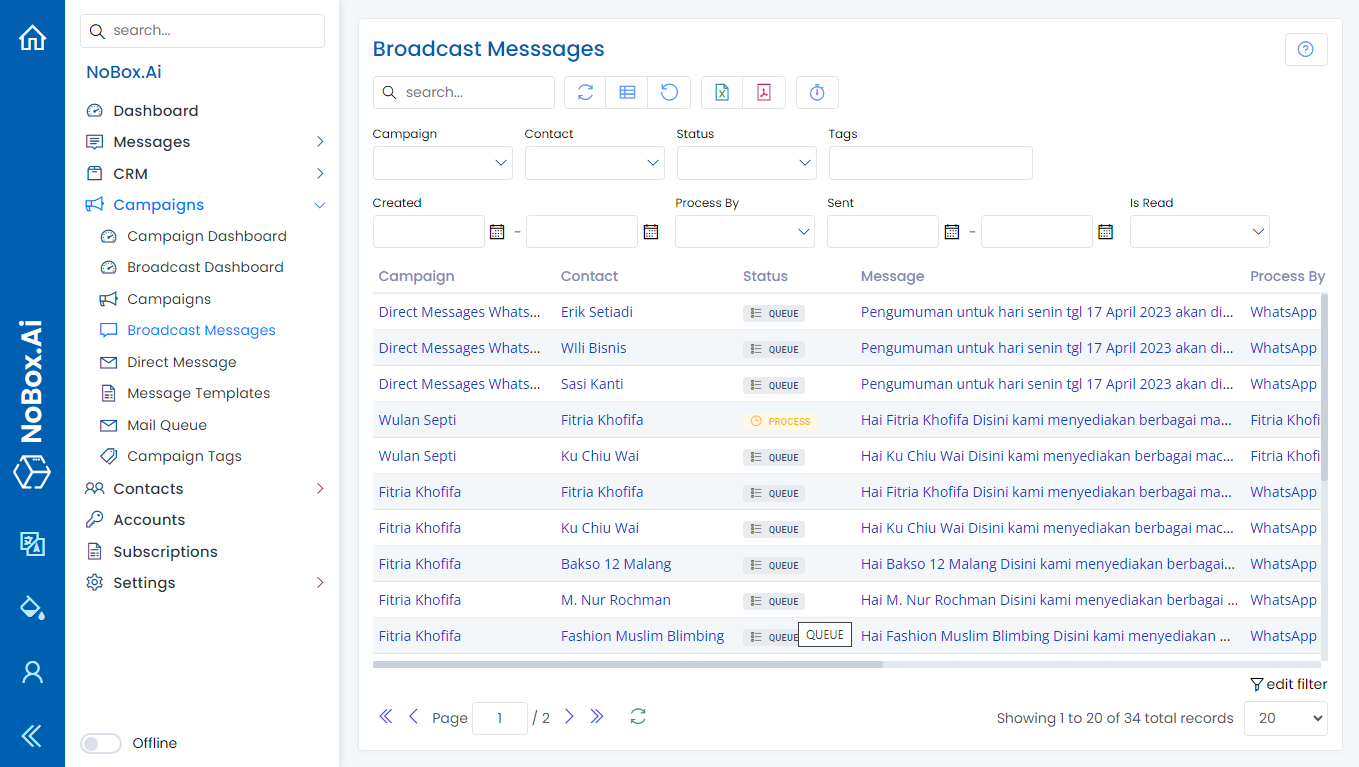 search...
NoBox.Ai
Dashboard
Messages
CRM
Campaigns
Campaign Dashboard
Broadcast Dashboard
Campaigns
Broadcast Messages
Direct Message
Message Templates
Mail Queue
Campaign Tags
Contacts
Accounts
Subscriptions
Settings
Offline
NoBox.Ai
Broadcast Messsages
search...
Campaign Contact Status Tags
Created Process By Sent Is Read
- -
Campaign Contact Status Message Process By
Direct Messages Whats... Erik Setiadi QUEUE Pengumuman untuk hari senin tgl 17 April 2023 akan di... WhatsApp
Direct Messages Whats... WIli Bisnis QUEUE Pengumuman untuk hari senin tgl 17 April 2023 akan di... WhatsApp
Direct Messages Whats... Sasi Kanti QUEUE Pengumuman untuk hari senin tgl 17 April 2023 akan di... WhatsApp
Wulan Septi Fitria Khofifa PROCESS Hai Fitria Khofifa Disini kami menyediakan berbagai ma... Fitria Khofi
Wulan Septi Ku Chiu Wai QUEUE Hai Ku Chiu Wai Disini kami menyediakan berbagai mac... Fitria Khofi
Fitria Khofifa Fitria Khofifa QUEUE Hai Fitria Khofifa Disini kami menyediakan berbagai ma... WhatsApp
Fitria Khofifa Ku Chiu Wai QUEUE Hai Ku Chiu Wai Disini kami menyediakan berbagai mac... WhatsApp
Fitria Khofifa Bakso 12 Malang QUEUE Hai Bakso 12 Malang Disini kami menyediakan berbagai... WhatsApp
Fitria Khofifa M. Nur Rochman QUEUE Hai M. Nur Rochman Disini kami menyediakan berbagai ... WhatsApp
Fitria Khofifa Fashion Muslim Blimbing QUEUE QUEUE Hai Fashion Muslim Blimbing Disini kami menyediakan ... WhatsApp
edit filter
Page 1 / 2 Showing 1 to 20 of 34 total records 20